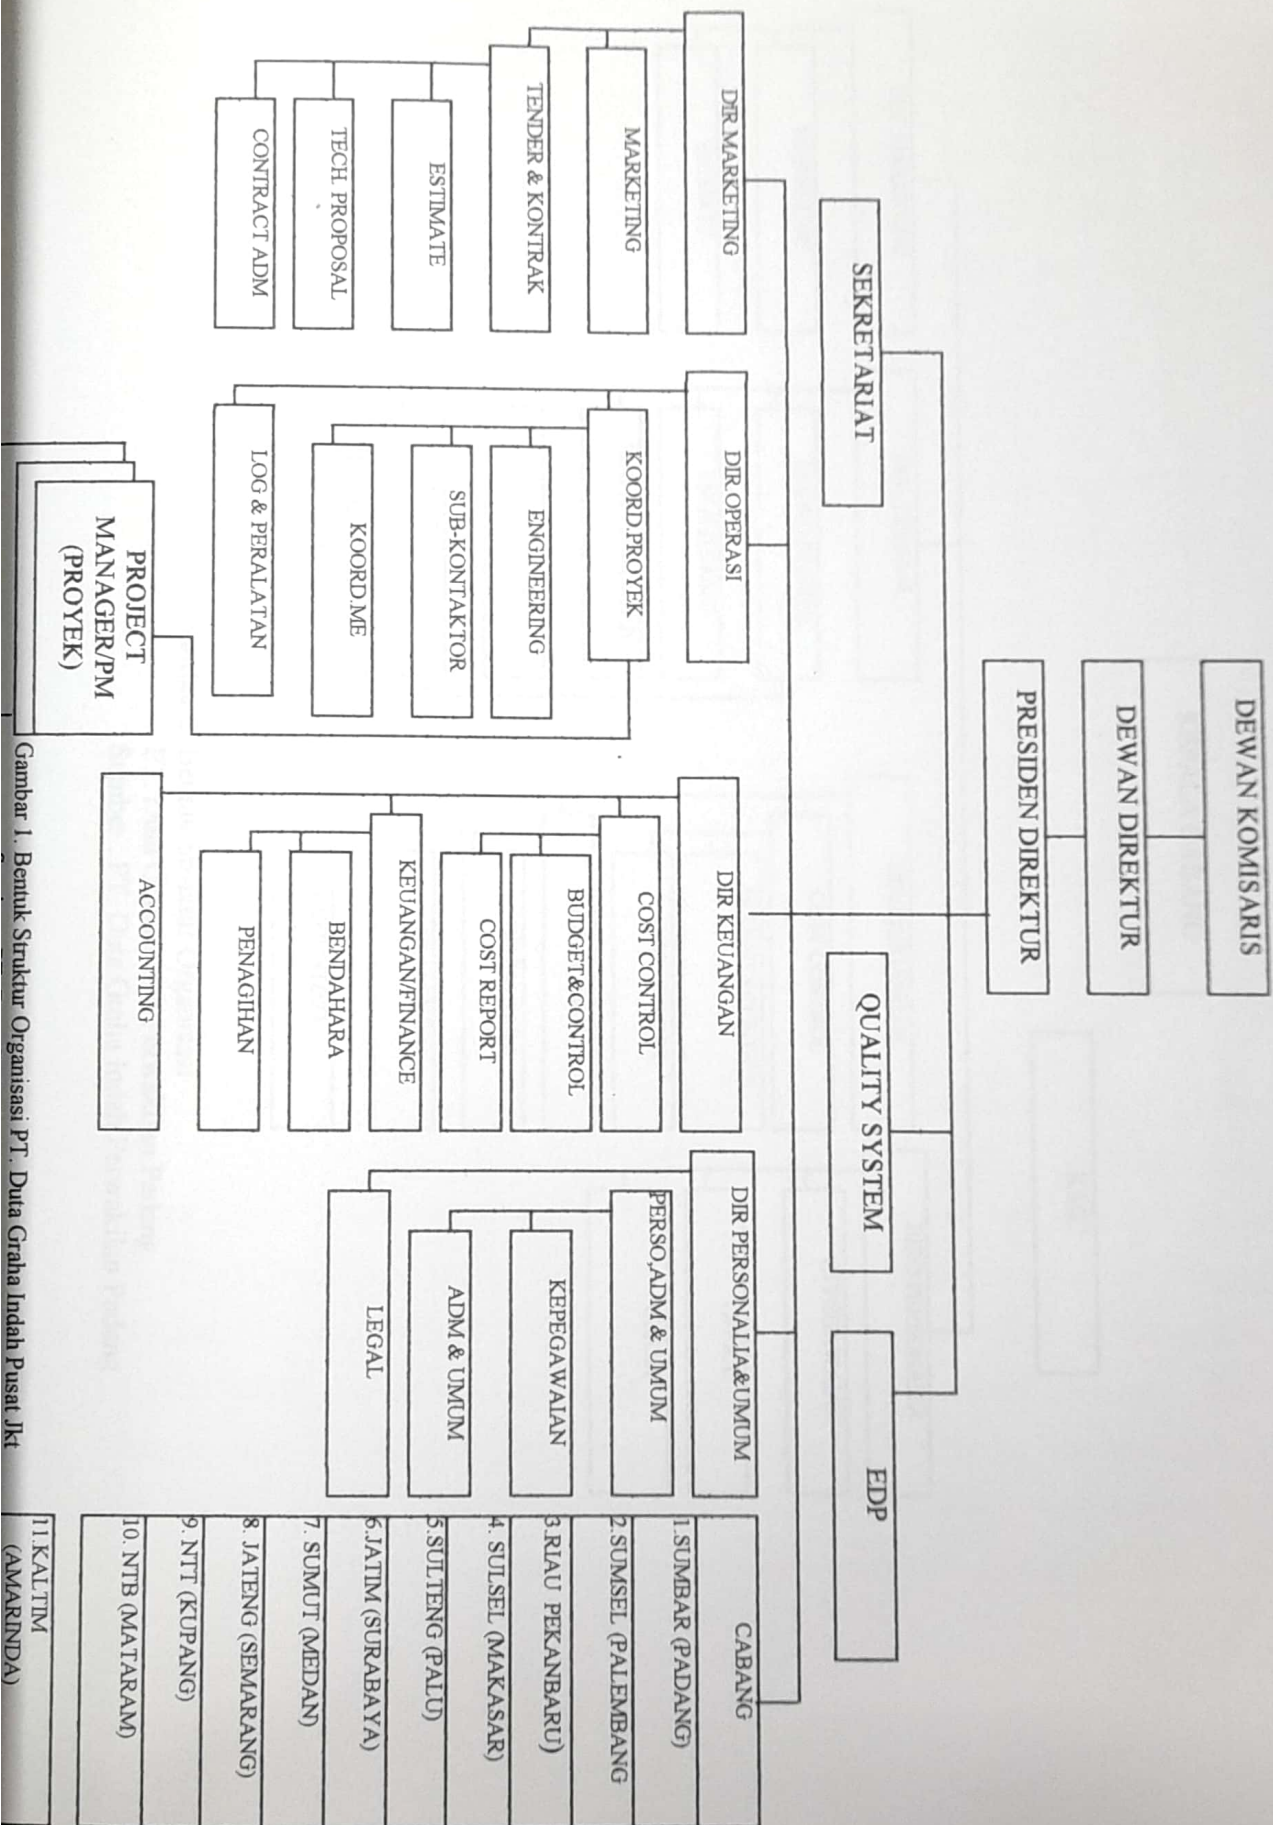 DEWAN KOMISARIS
DEWAN DIREKTUR
PRESIDEN DIREKTUR
SEKRETARIAT
QUALITY SYSTEM
EDP
DIR.MARKETING
MARKETING
TENDER & KONTRAK
ESTIMATE
TECH. PROPOSAL
CONTRACT ADM
DIR.OPERASI
KOORD.PROYEK
ENGINEERING
SUB-KONTAKTOR
KOORD.ME
LOG & PERALATAN
PROJECT
MANAGER/PM
(PROYEK)
DIR KEUANGAN
COST CONTROL
BUDGET&CONTROL
COST REPORT
KEUANGAN/FINANCE
BENDAHARA
PENAGIHAN
ACCOUNTING
DIR PERSONALIA&UMUM
PERSO,ADM & UMUM
KEPEGAWAIAN
ADM & UMUM
LEGAL
CABANG
1.SUMBAR (PADANG)
2.SUMSEL (PALEMBANG
3.RIAU PEKANBARU)
4. SULSEL (MAKASAR)
5.SULTENG (PALU)
6.JATIM (SURABAYA)
7. SUMUT (MEDAN)
8. JATENG (SEMARANG)
9. NTT (KUPANG)
10. NTB (MATARAM)
11.KALTIM
(AMARINDA)
Gambar 1. Bentuk Struktur Organisasi PT. Duta Graha Indah Pusat Jkt